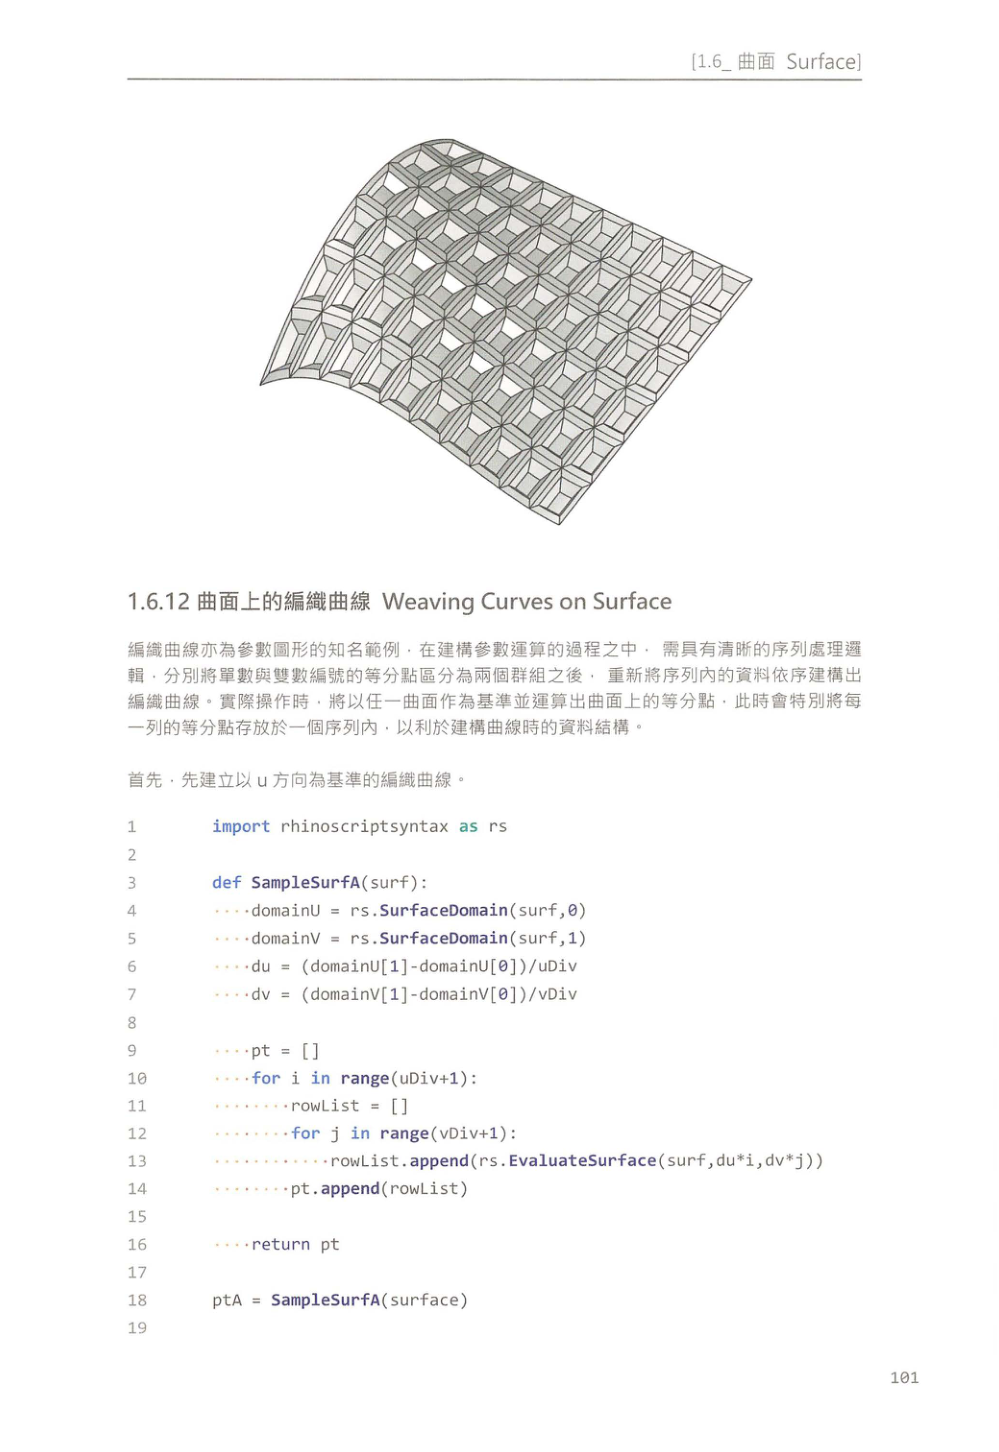 [1.6_ 曲面 Surface]
1.6.12 曲面上的編織曲線 Weaving Curves on Surface
編織曲線亦為參數圖形的知名範例，在建構參數運算的過程之中， 需具有清晰的序列處理邏
輯，分別將單數與雙數編號的等分點區分為兩個群組之後， 重新將序列內的資料依序建構出
編織曲線。實際操作時，將以任一曲面作為基準並運算出曲面上的等分點，此時會特別將每
一列的等分點存放於一個序列內，以利於建構曲線時的資料結構。
首先，先建立以 u 方向為基準的編織曲線。
1 import rhinoscriptsyntax as rs
2
3 def SampleSurfA(surf):
4 ····domainU = rs.SurfaceDomain(surf,0)
5 ····domainV = rs.SurfaceDomain(surf,1)
6 ····du = (domainU[1]-domainU[0])/uDiv
7 ····dv = (domainV[1]-domainV[0])/vDiv
8
9 ····pt = []
10 ····for i in range(uDiv+1):
11 ········rowList = []
12 ········for j in range(vDiv+1):
13 ············rowList.append(rs.EvaluateSurface(surf,du*i,dv*j))
14 ········pt.append(rowList)
15
16 ····return pt
17
18 ptA = SampleSurfA(surface)
19
101